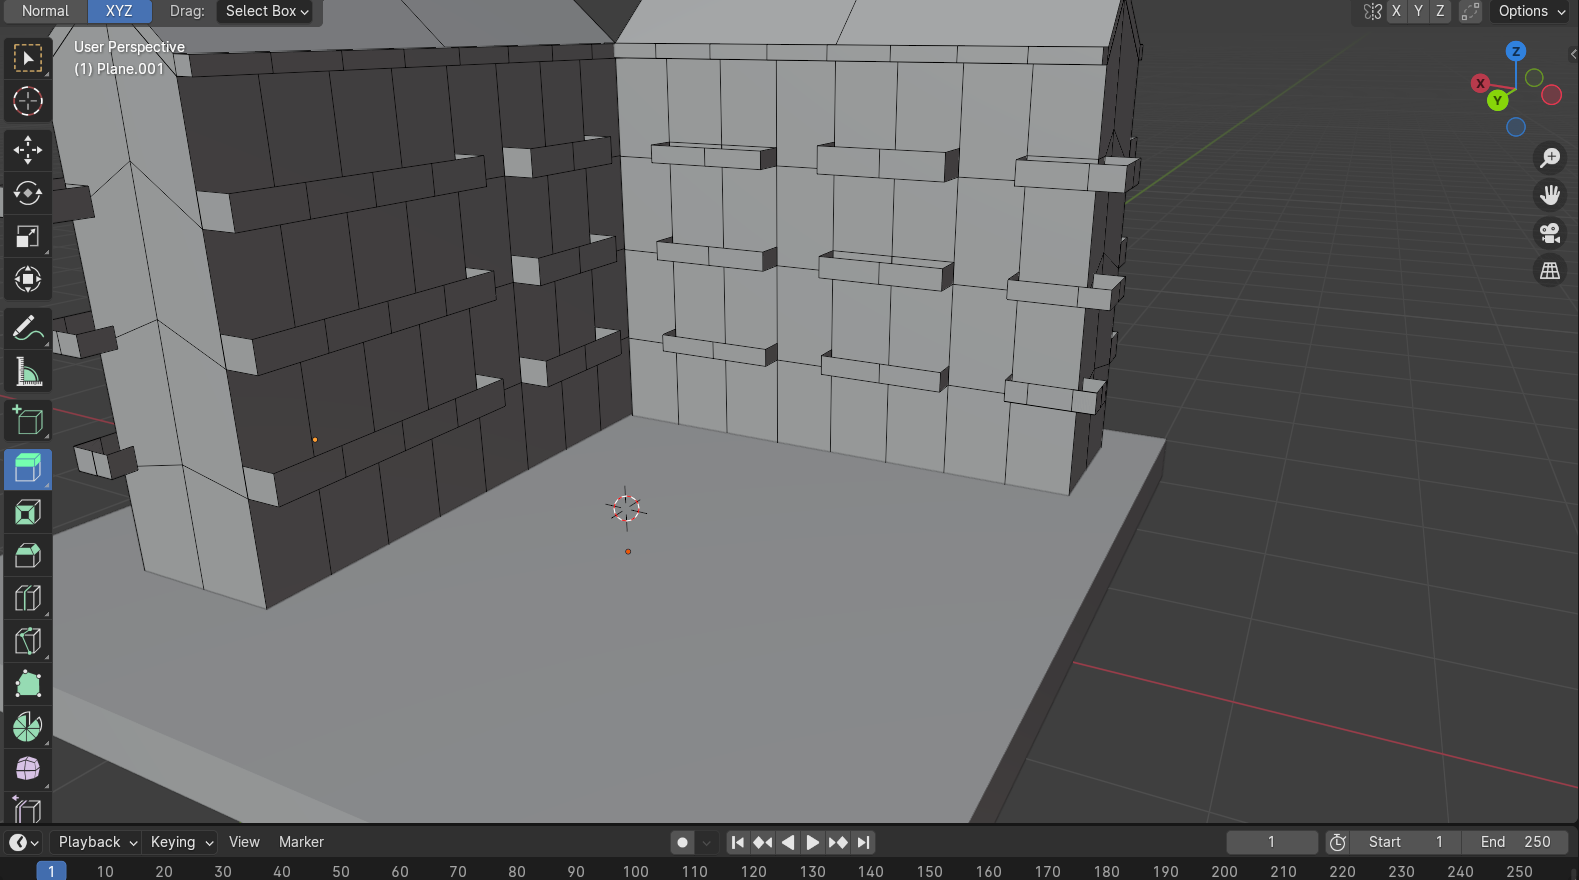 Normal XYZ Drag: Select Box X Y Z Options
User Perspective
(1) Plane.001
Z
X
Y
Playback Keying View Marker 1 Start 1 End 250
1 10 20 30 40 50 60 70 80 90 100 110 120 130 140 150 160 170 180 190 200 210 220 230 240 250